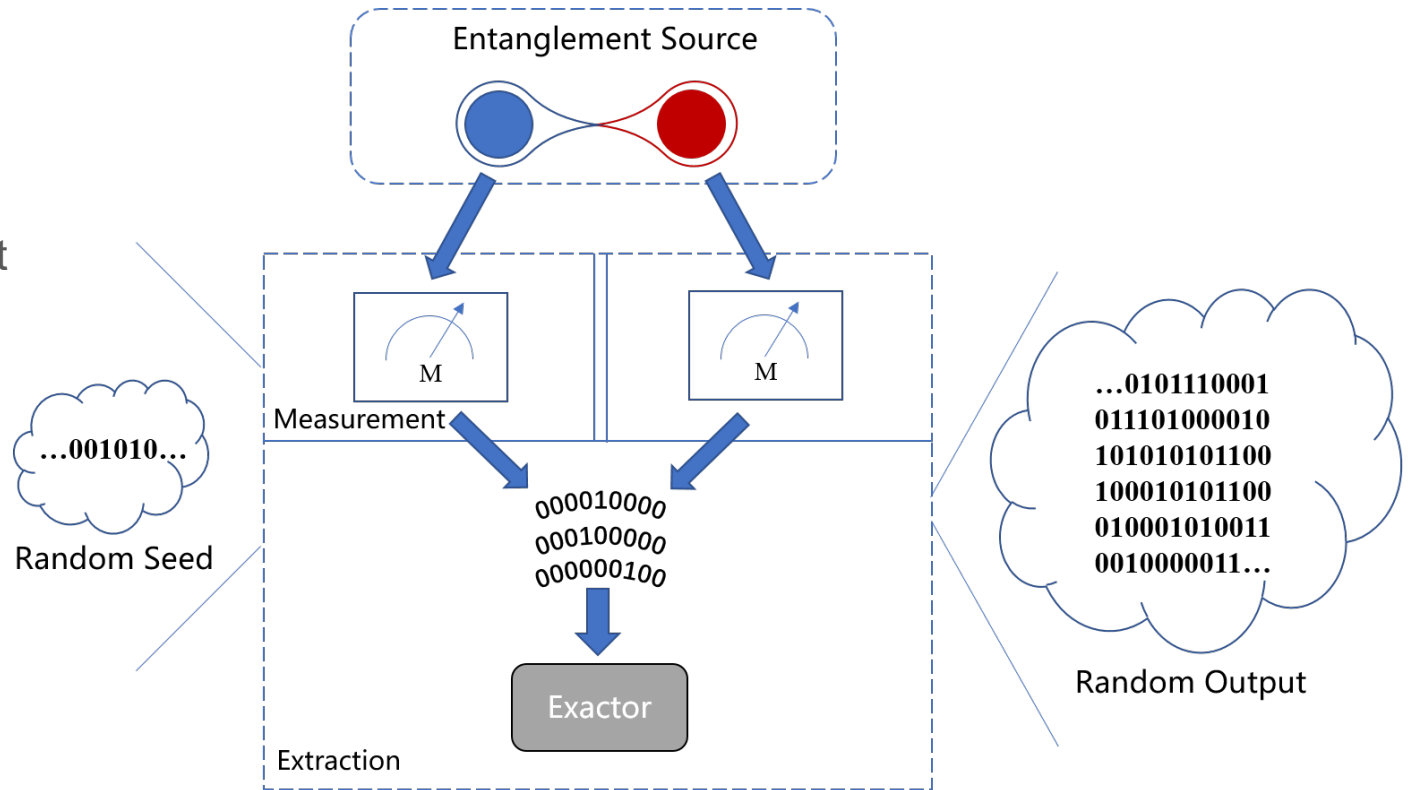 Entanglement Source
t
M
M
Measurement
...001010...
Random Seed
000010000
000100000
000000100
Exactor
Extraction
...0101110001
011101000010
101010101100
100010101100
010001010011
0010000011...
Random Output